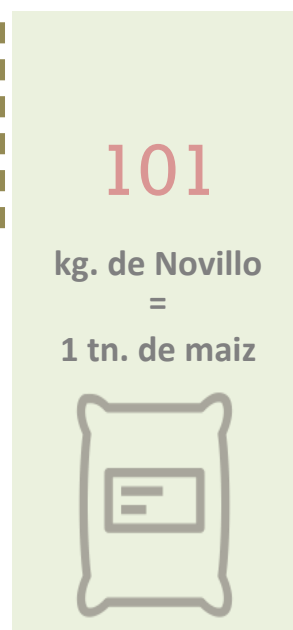 101
kg. de Novillo
=
1 tn. de maiz